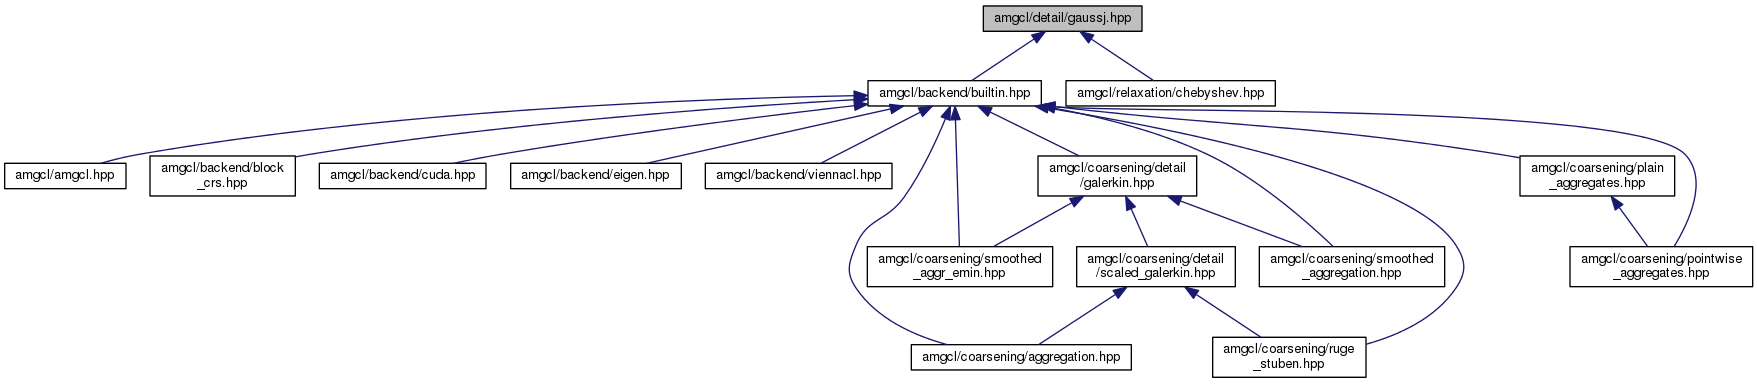 amgcl/detail/gaussj.hpp
amgcl/backend/builtin.hpp
amgcl/relaxation/chebyshev.hpp
amgcl/amgcl.hpp
amgcl/backend/block
_crs.hpp
amgcl/backend/cuda.hpp
amgcl/backend/eigen.hpp
amgcl/backend/viennacl.hpp
amgcl/coarsening/detail
/galerkin.hpp
amgcl/coarsening/plain
_aggregates.hpp
amgcl/coarsening/smoothed
_aggr_emin.hpp
amgcl/coarsening/detail
/scaled_galerkin.hpp
amgcl/coarsening/smoothed
_aggregation.hpp
amgcl/coarsening/pointwise
_aggregates.hpp
amgcl/coarsening/aggregation.hpp
amgcl/coarsening/ruge
_stuben.hpp